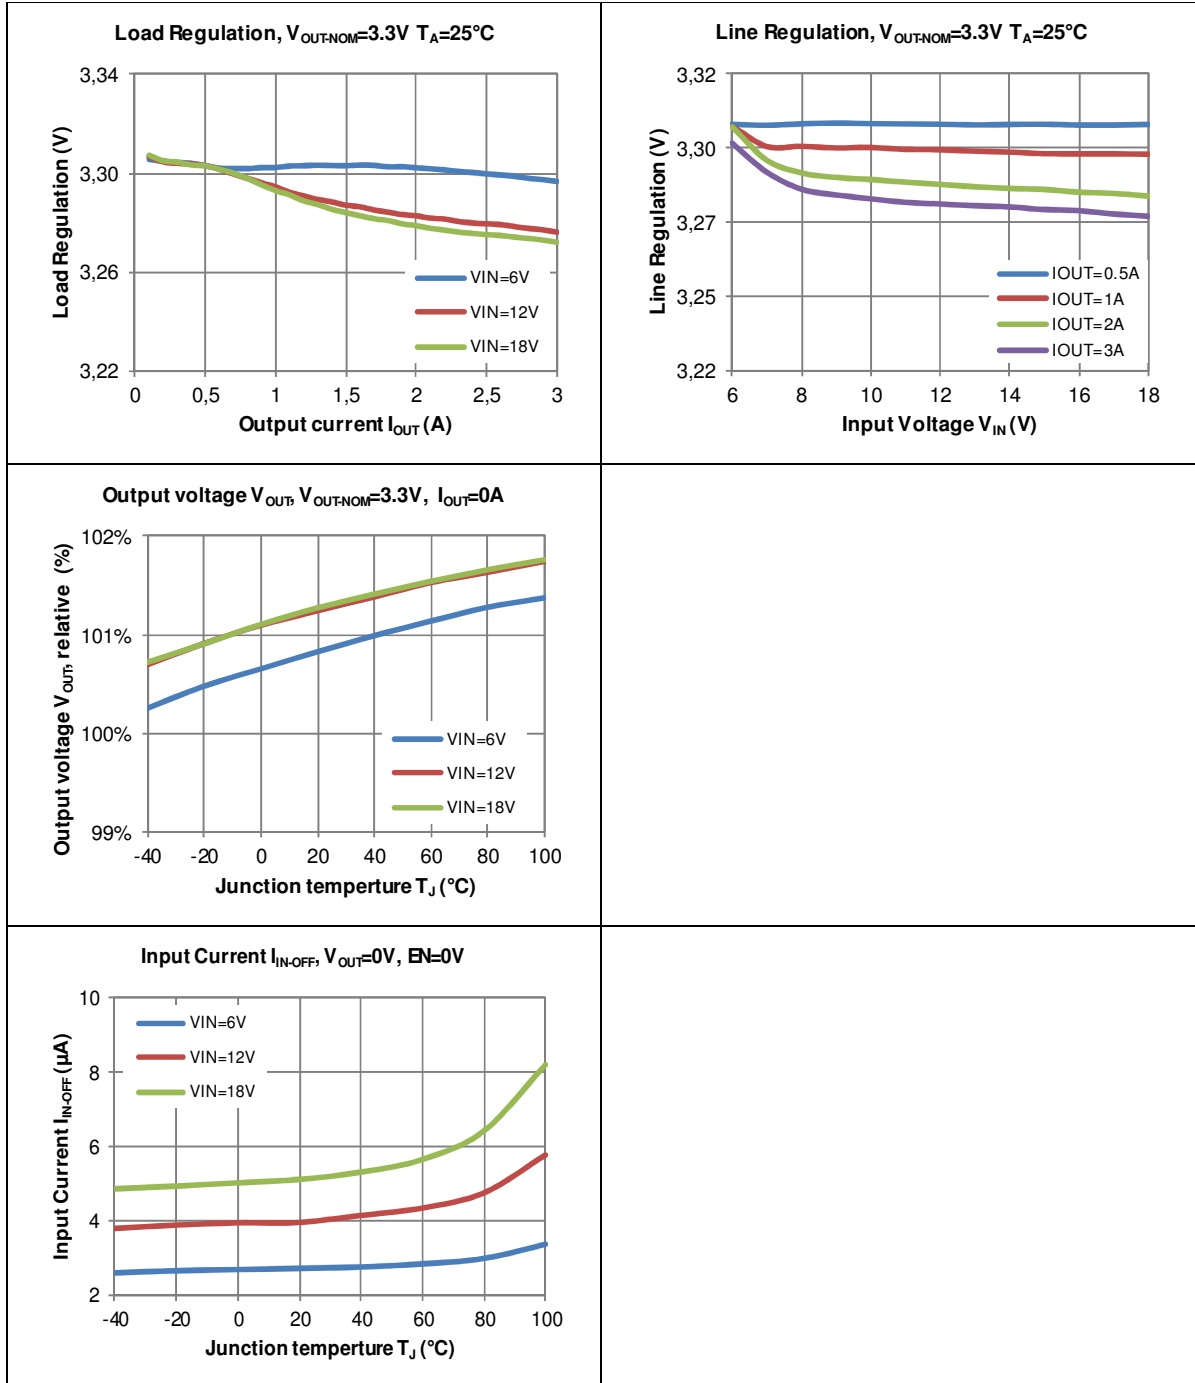 Load Regulation, VOUT-NOM=3.3V TA=25°C
3,34
3,30
3,26
3,22
Load Regulation (V)
VIN=6V
VIN=12V
VIN=18V
0 0,5 1 1,5 2 2,5 3
Output current IOUT (A)
Line Regulation, VOUT-NOM=3.3V TA=25°C
3,32
3,30
3,27
3,25
3,22
Line Regulation (V)
IOUT=0.5A
IOUT=1A
IOUT=2A
IOUT=3A
6 8 10 12 14 16 18
Input Voltage VIN (V)
Output voltage VOUT, VOUT-NOM=3.3V, IOUT=0A
102%
101%
100%
99%
Output voltage VOUT, relative (%)
VIN=6V
VIN=12V
VIN=18V
-40 -20 0 20 40 60 80 100
Junction temperture TJ (°C)
Input Current IIN-OFF, VOUT=0V, EN=0V
10
8
6
4
2
Input Current IIN-OFF (µA)
VIN=6V
VIN=12V
VIN=18V
-40 -20 0 20 40 60 80 100
Junction temperture TJ (°C)